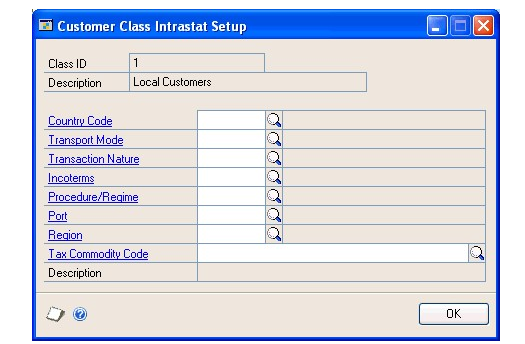 Customer Class Intrastat Setup
Class ID 1
Description Local Customers
Country Code
Transport Mode
Transaction Nature
Incoterms
Procedure/Regime
Port
Region
Tax Commodity Code
Description
OK